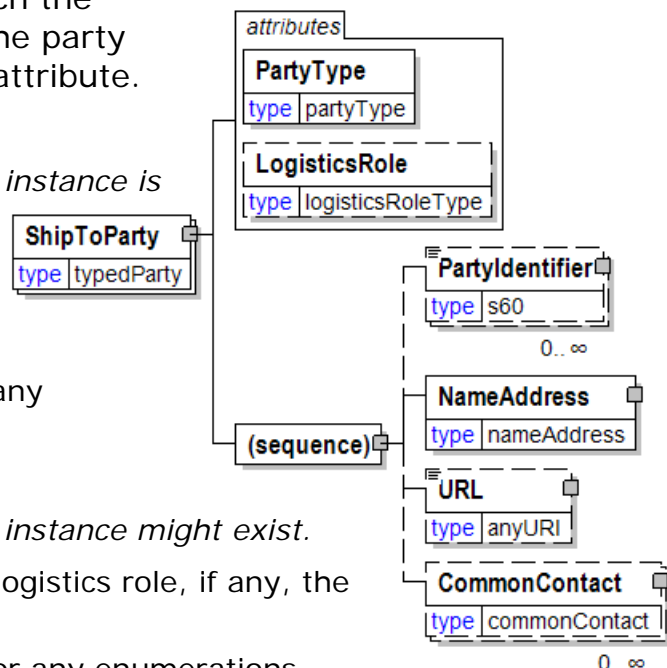 ch the
he party
attribute.
instance is
any
instance might exist.
logistics role, if any, the
or any enumerations
attributes
PartyType
type partyType
LogisticsRole
type logisticsRoleType
ShipToParty
type typedParty
(sequence)
PartyIdentifier
type s60
0.. ∞
NameAddress
type nameAddress
URL
type anyURI
CommonContact
type commonContact
0.. ∞